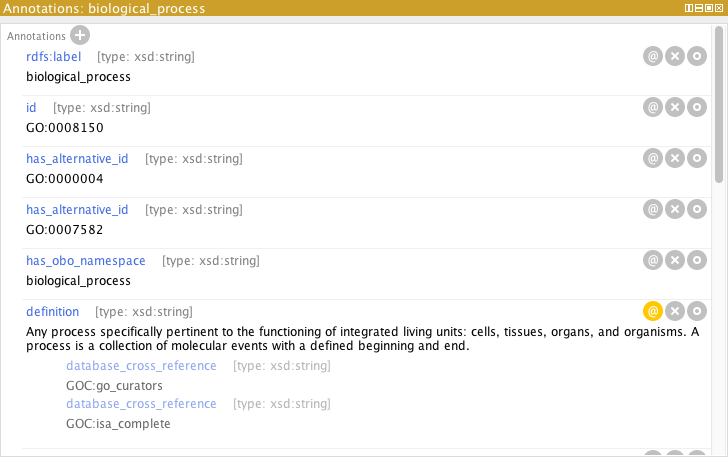 Annotations: biological_process
Annotations
rdfs:label [type: xsd:string]
biological_process
id [type: xsd:string]
GO:0008150
has_alternative_id [type: xsd:string]
GO:0000004
has_alternative_id [type: xsd:string]
GO:0007582
has_obo_namespace [type: xsd:string]
biological_process
definition [type: xsd:string]
Any process specifically pertinent to the functioning of integrated living units: cells, tissues, organs, and organisms. A
process is a collection of molecular events with a defined beginning and end.
database_cross_reference [type: xsd:string]
GOC:go_curators
database_cross_reference [type: xsd:string]
GOC:isa_complete